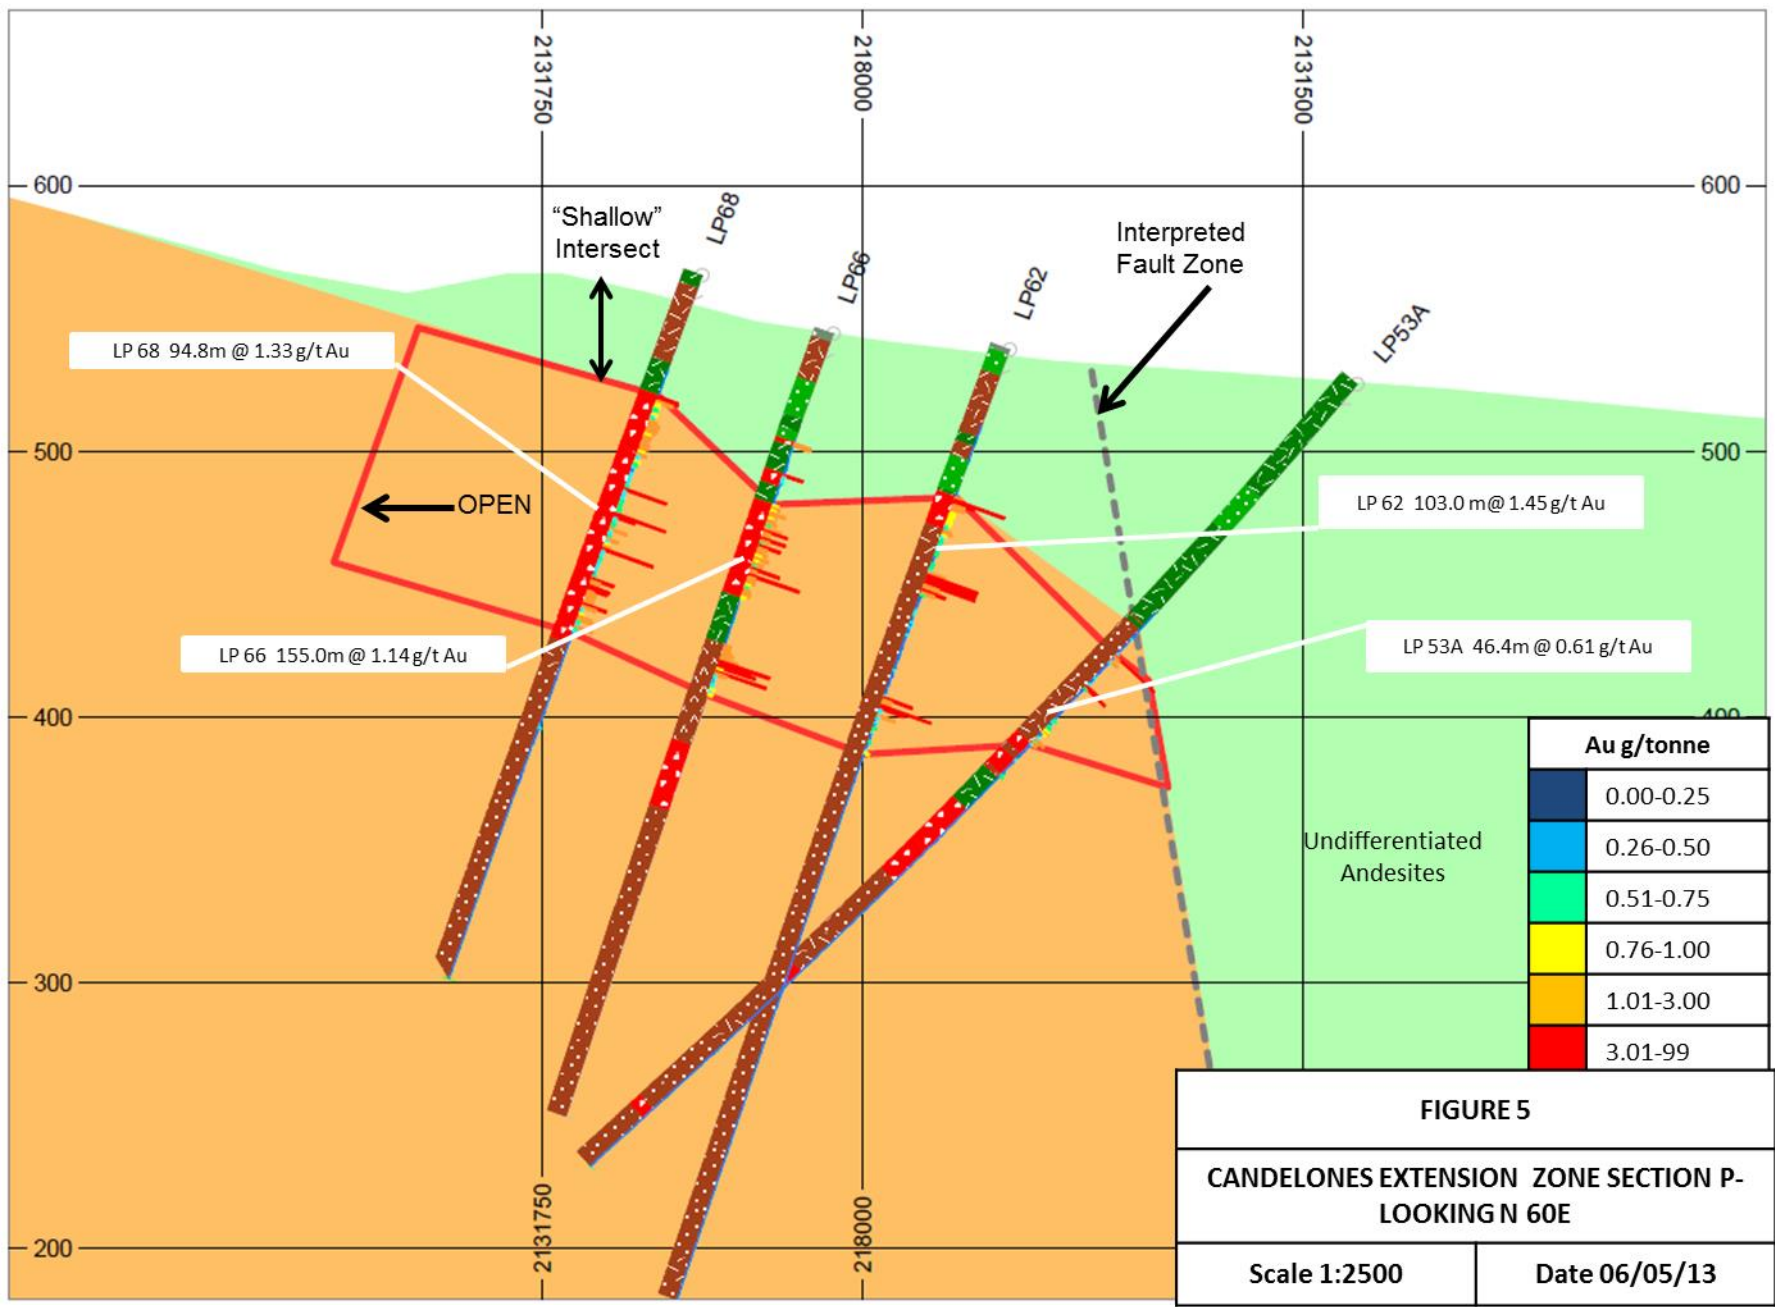 2131750
218000
2131500
600
600
“Shallow”
Intersect
LP68
LP66
LP62
Interpreted
Fault Zone
LP53A
LP 68 94.8m @ 1.33 g/t Au
500
500
OPEN
LP 62 103.0 m@ 1.45 g/t Au
LP 66 155.0m @ 1.14 g/t Au
LP 53A 46.4m @ 0.61 g/t Au
400
400
Au g/tonne
0.00-0.25
0.26-0.50
0.51-0.75
0.76-1.00
1.01-3.00
3.01-99
Undifferentiated
Andesites
300
2131750
218000
200
FIGURE 5
CANDELONES EXTENSION ZONE SECTION P-
LOOKING N 60E
Scale 1:2500
Date 06/05/13